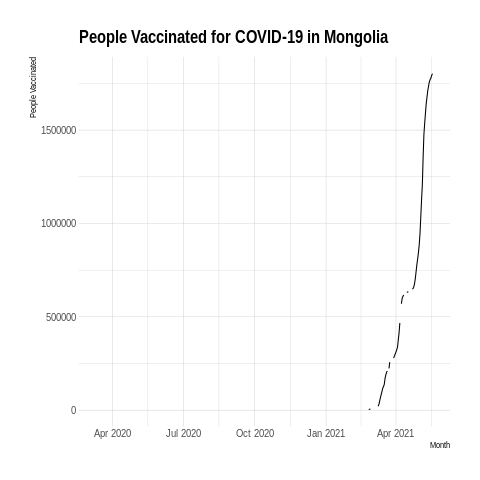 People Vaccinated for COVID-19 in Mongolia
People Vaccinated
1500000
1000000
500000
0
Apr 2020 Jul 2020 Oct 2020 Jan 2021 Apr 2021
Month